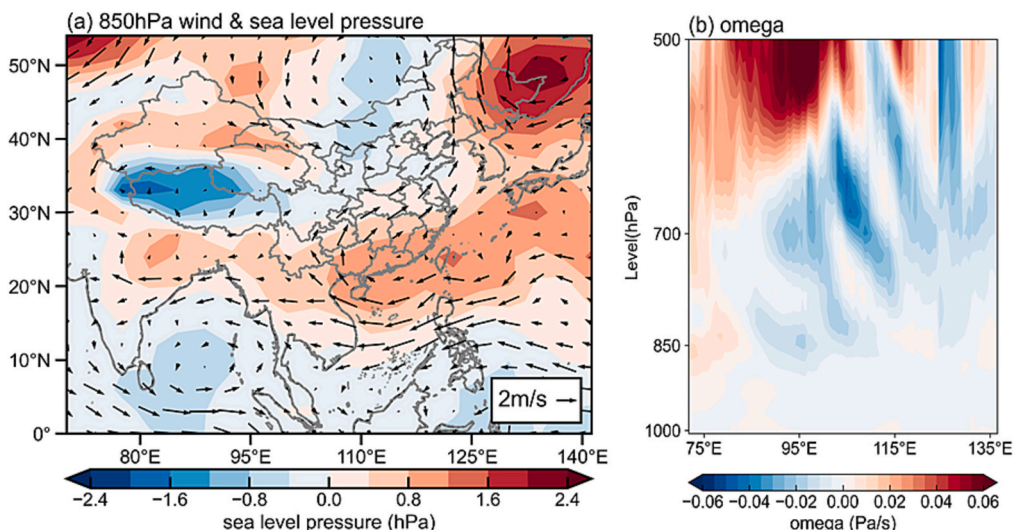 (a) 850hPa wind & sea level pressure
50°N
40°N
30°N
20°N
10°N
0°
2m/s
80°E 95°E 110°E 125°E 140°E
−2.4 −1.6 −0.8 0.0 0.8 1.6 2.4
sea level pressure (hPa)
(b) omega
500
700
850
1000
Level(hPa)
75°E 95°E 115°E 135°E
−0.06 −0.04 −0.02 0.00 0.02 0.04 0.06
omega (Pa/s)